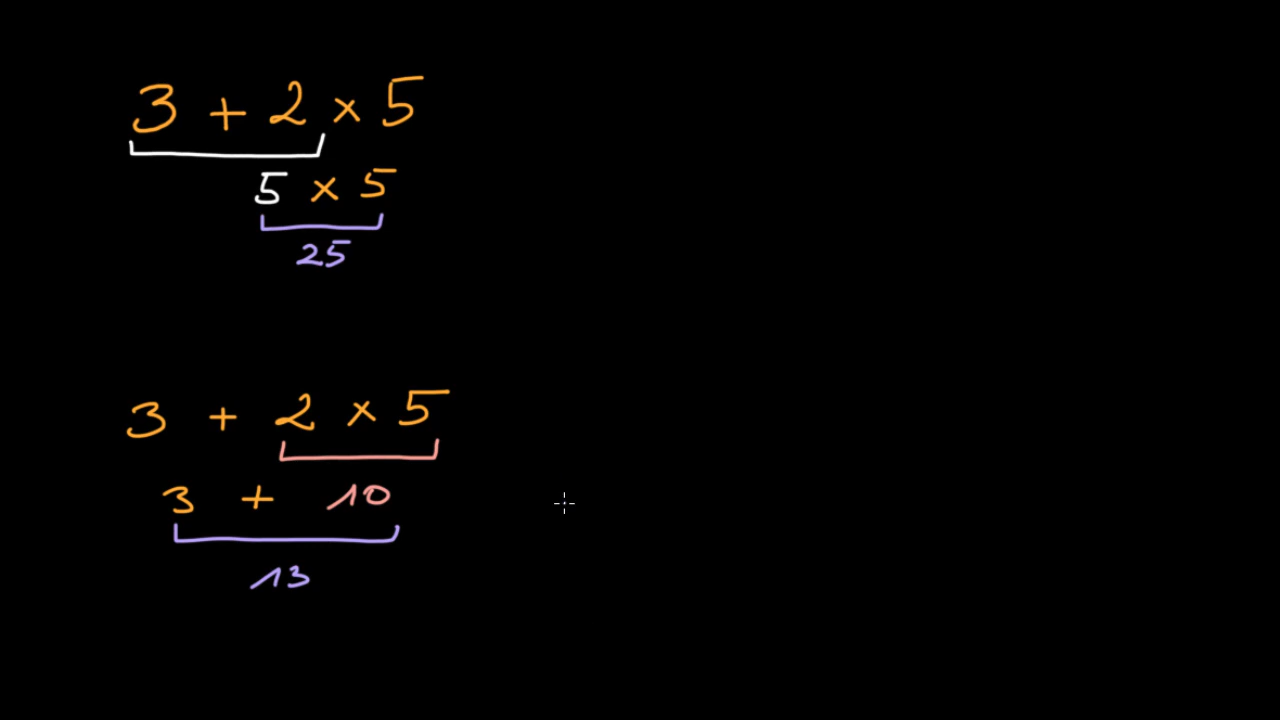 3 + 2 × 5
5 × 5
25
3 + 2 × 5
3 + 10
13